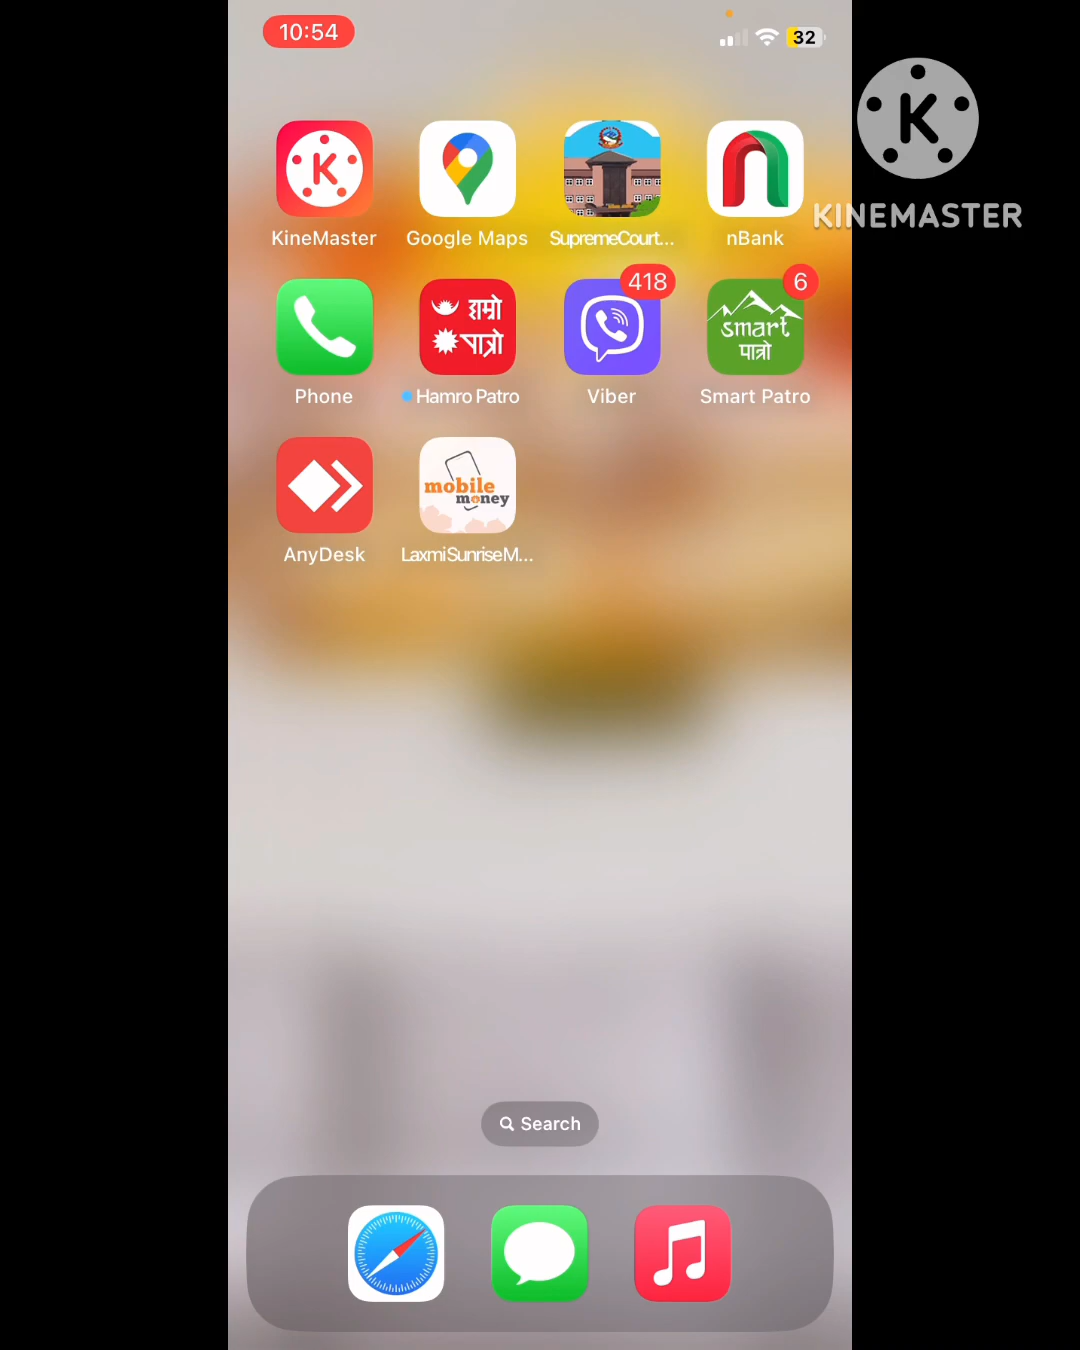 10:54
32
K
KINEMASTER
K
KineMaster
Google Maps
SupremeCourt...
nBank
हाम्रो
पात्रो
418
smart
पात्रो
6
Phone
Hamro Patro
Viber
Smart Patro
mobile
money
AnyDesk
LaxmiSunriseM...
Search